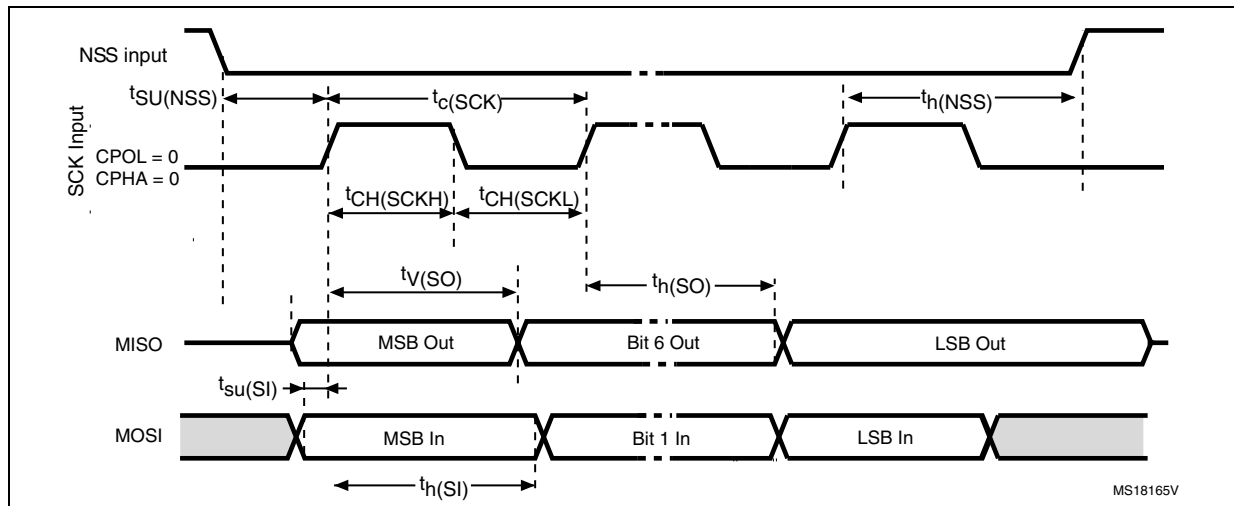 NSS input
tSU(NSS)
tc(SCK)
th(NSS)
SCK Input
CPOL = 0
CPHA = 0
tCH(SCKH)
tCH(SCKL)
tV(SO)
th(SO)
MISO
MSB Out
Bit 6 Out
LSB Out
tsu(SI)
MOSI
MSB In
Bit 1 In
LSB In
th(SI)
MS18165V